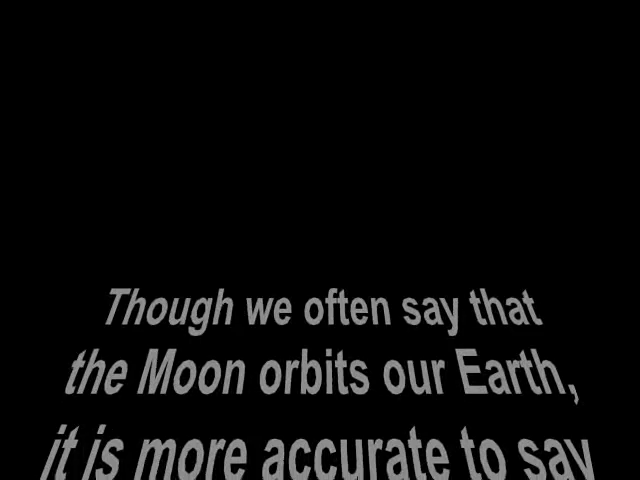 Though we often say that
the Moon orbits our Earth,
it is more accurate to say